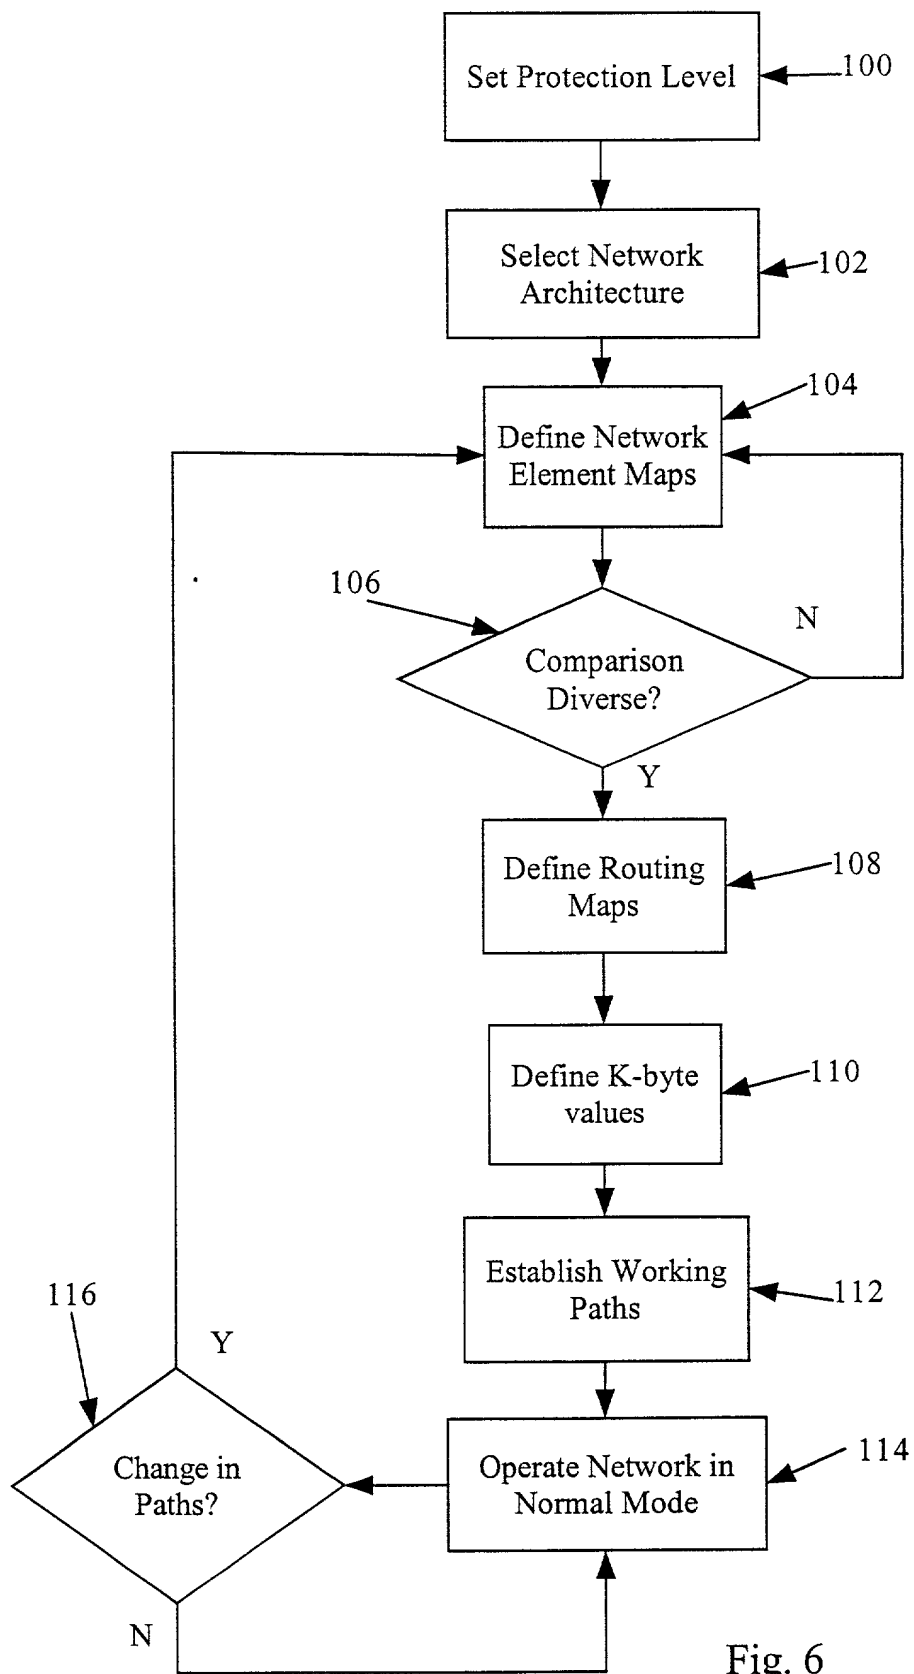 Set Protection Level
100
Select Network
Architecture
102
104
Define Network
Element Maps
106
N
Comparison
Diverse?
Y
Define Routing
Maps
108
Define K-byte
values
110
Establish Working
Paths
112
116
Y
Change in
Paths?
Operate Network in
Normal Mode
114
N
Fig. 6